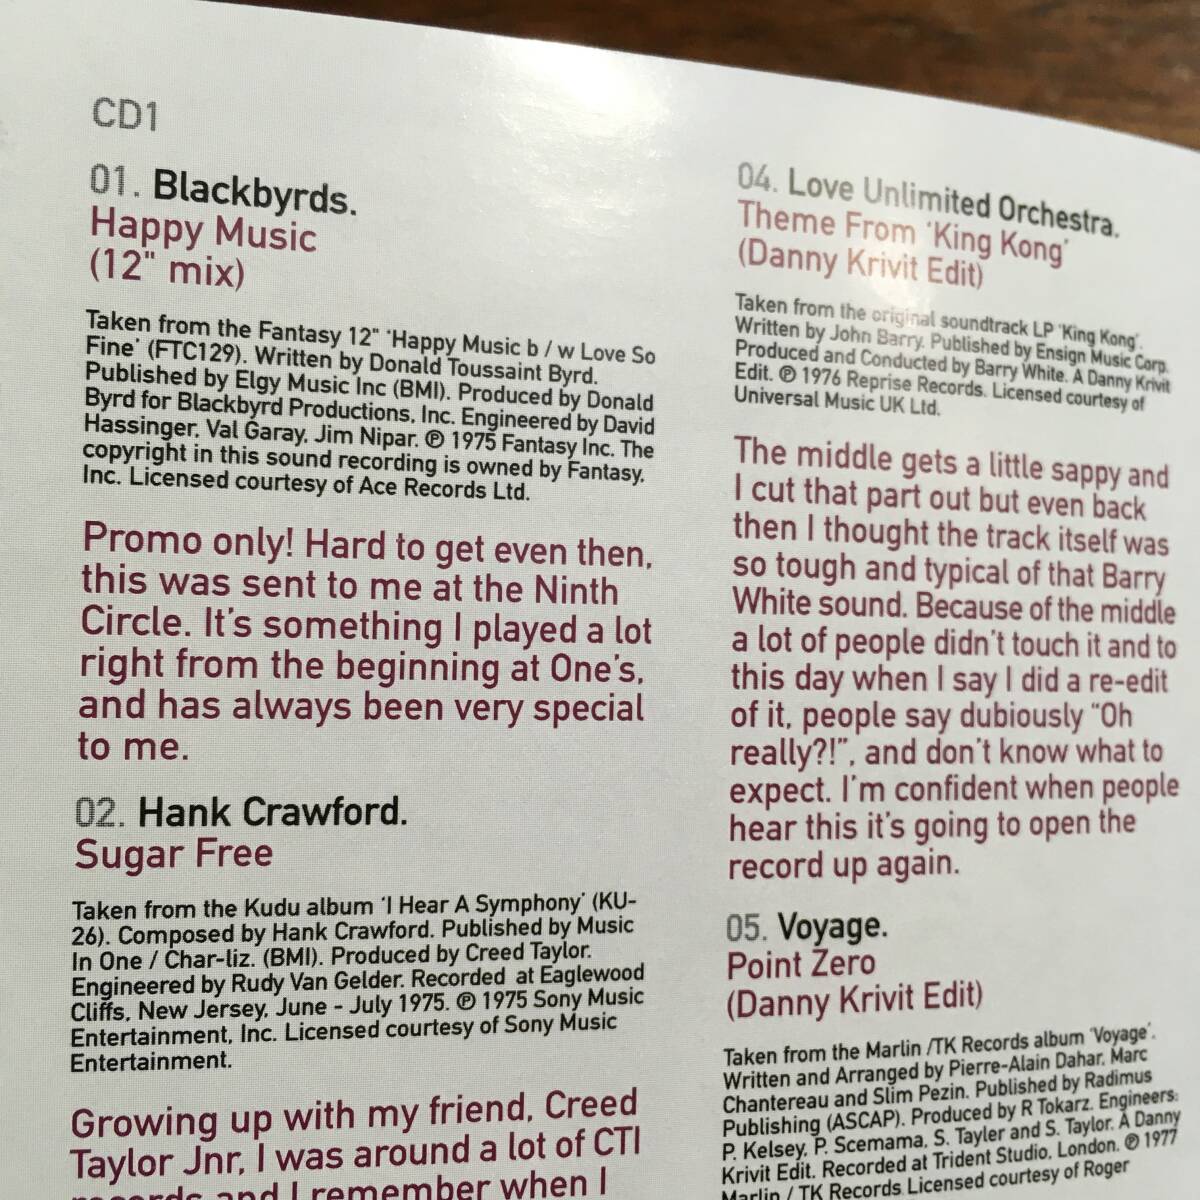 CD1
01. Blackbyrds.
Happy Music
(12" mix)
Taken from the Fantasy 12" 'Happy Music b / w Love So
Fine' (FTC129). Written by Donald Toussaint Byrd.
Published by Elgy Music Inc (BMI). Produced by Donald
Byrd for Blackbyrd Productions, Inc. Engineered by David
Hassinger, Val Garay, Jim Nipar. ℗ 1975 Fantasy Inc. The
copyright in this sound recording is owned by Fantasy,
Inc. Licensed courtesy of Ace Records Ltd.
Promo only! Hard to get even then,
this was sent to me at the Ninth
Circle. It's something I played a lot
right from the beginning at One's,
and has always been very special
to me.
02. Hank Crawford.
Sugar Free
Taken from the Kudu album 'I Hear A Symphony' (KU-
26). Composed by Hank Crawford. Published by Music
In One / Char-liz. (BMI). Produced by Creed Taylor.
Engineered by Rudy Van Gelder. Recorded at Eaglewood
Cliffs, New Jersey, June - July 1975. ℗ 1975 Sony Music
Entertainment, Inc. Licensed courtesy of Sony Music
Entertainment.
Growing up with my friend, Creed
Taylor Jnr, I was around a lot of CTI
records and I remember when I
04. Love Unlimited Orchestra.
Theme From 'King Kong'
(Danny Krivit Edit)
Taken from the original soundtrack LP 'King Kong'.
Written by John Barry. Published by Ensign Music Corp.
Produced and Conducted by Barry White. A Danny Krivit
Edit. ℗ 1976 Reprise Records. Licensed courtesy of
Universal Music UK Ltd.
The middle gets a little sappy and
I cut that part out but even back
then I thought the track itself was
so tough and typical of that Barry
White sound. Because of the middle
a lot of people didn't touch it and to
this day when I say I did a re-edit
of it, people say dubiously "Oh
really?!", and don't know what to
expect. I'm confident when people
hear this it's going to open the
record up again.
05. Voyage.
Point Zero
(Danny Krivit Edit)
Taken from the Marlin /TK Records album 'Voyage'.
Written and Arranged by Pierre-Alain Dahar, Marc
Chantereau and Slim Pezin. Published by Radimus
Publishing (ASCAP). Produced by R Tokarz. Engineers:
P. Kelsey, P. Scemama, S. Tayler and S. Taylor. A Danny
Krivit Edit. Recorded at Trident Studio, London. ℗ 1977
Marlin / TK Records Licensed courtesy of Roger